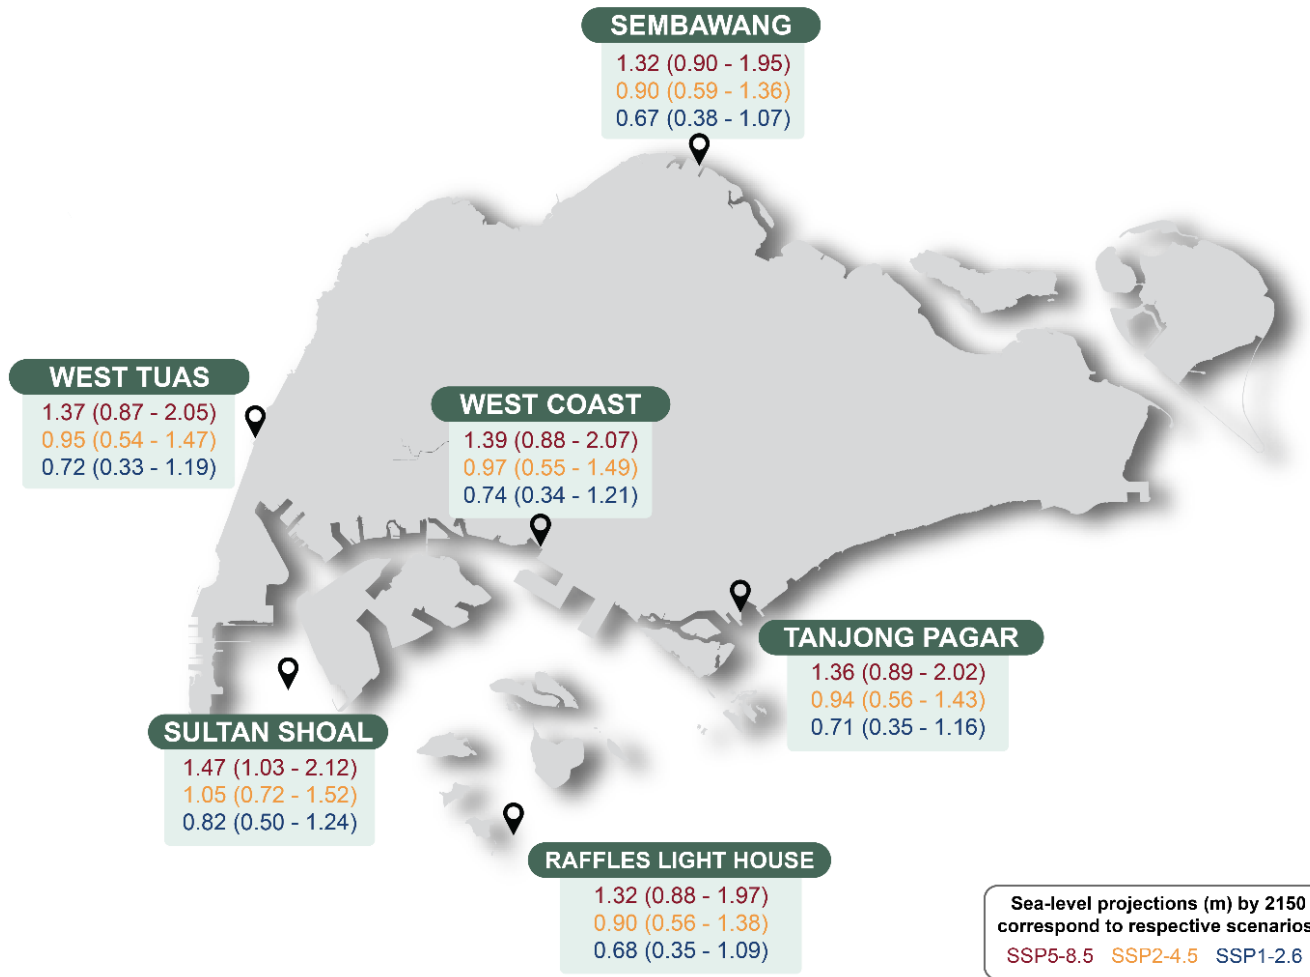 SEMBAWANG
1.32 (0.90 - 1.95)
0.90 (0.59 - 1.36)
0.67 (0.38 - 1.07)
WEST TUAS
1.37 (0.87 - 2.05)
0.95 (0.54 - 1.47)
0.72 (0.33 - 1.19)
WEST COAST
1.39 (0.88 - 2.07)
0.97 (0.55 - 1.49)
0.74 (0.34 - 1.21)
TANJONG PAGAR
1.36 (0.89 - 2.02)
0.94 (0.56 - 1.43)
0.71 (0.35 - 1.16)
SULTAN SHOAL
1.47 (1.03 - 2.12)
1.05 (0.72 - 1.52)
0.82 (0.50 - 1.24)
RAFFLES LIGHT HOUSE
1.32 (0.88 - 1.97)
0.90 (0.56 - 1.38)
0.68 (0.35 - 1.09)
Sea-level projections (m) by 2150
correspond to respective scenarios
SSP5-8.5 SSP2-4.5 SSP1-2.6